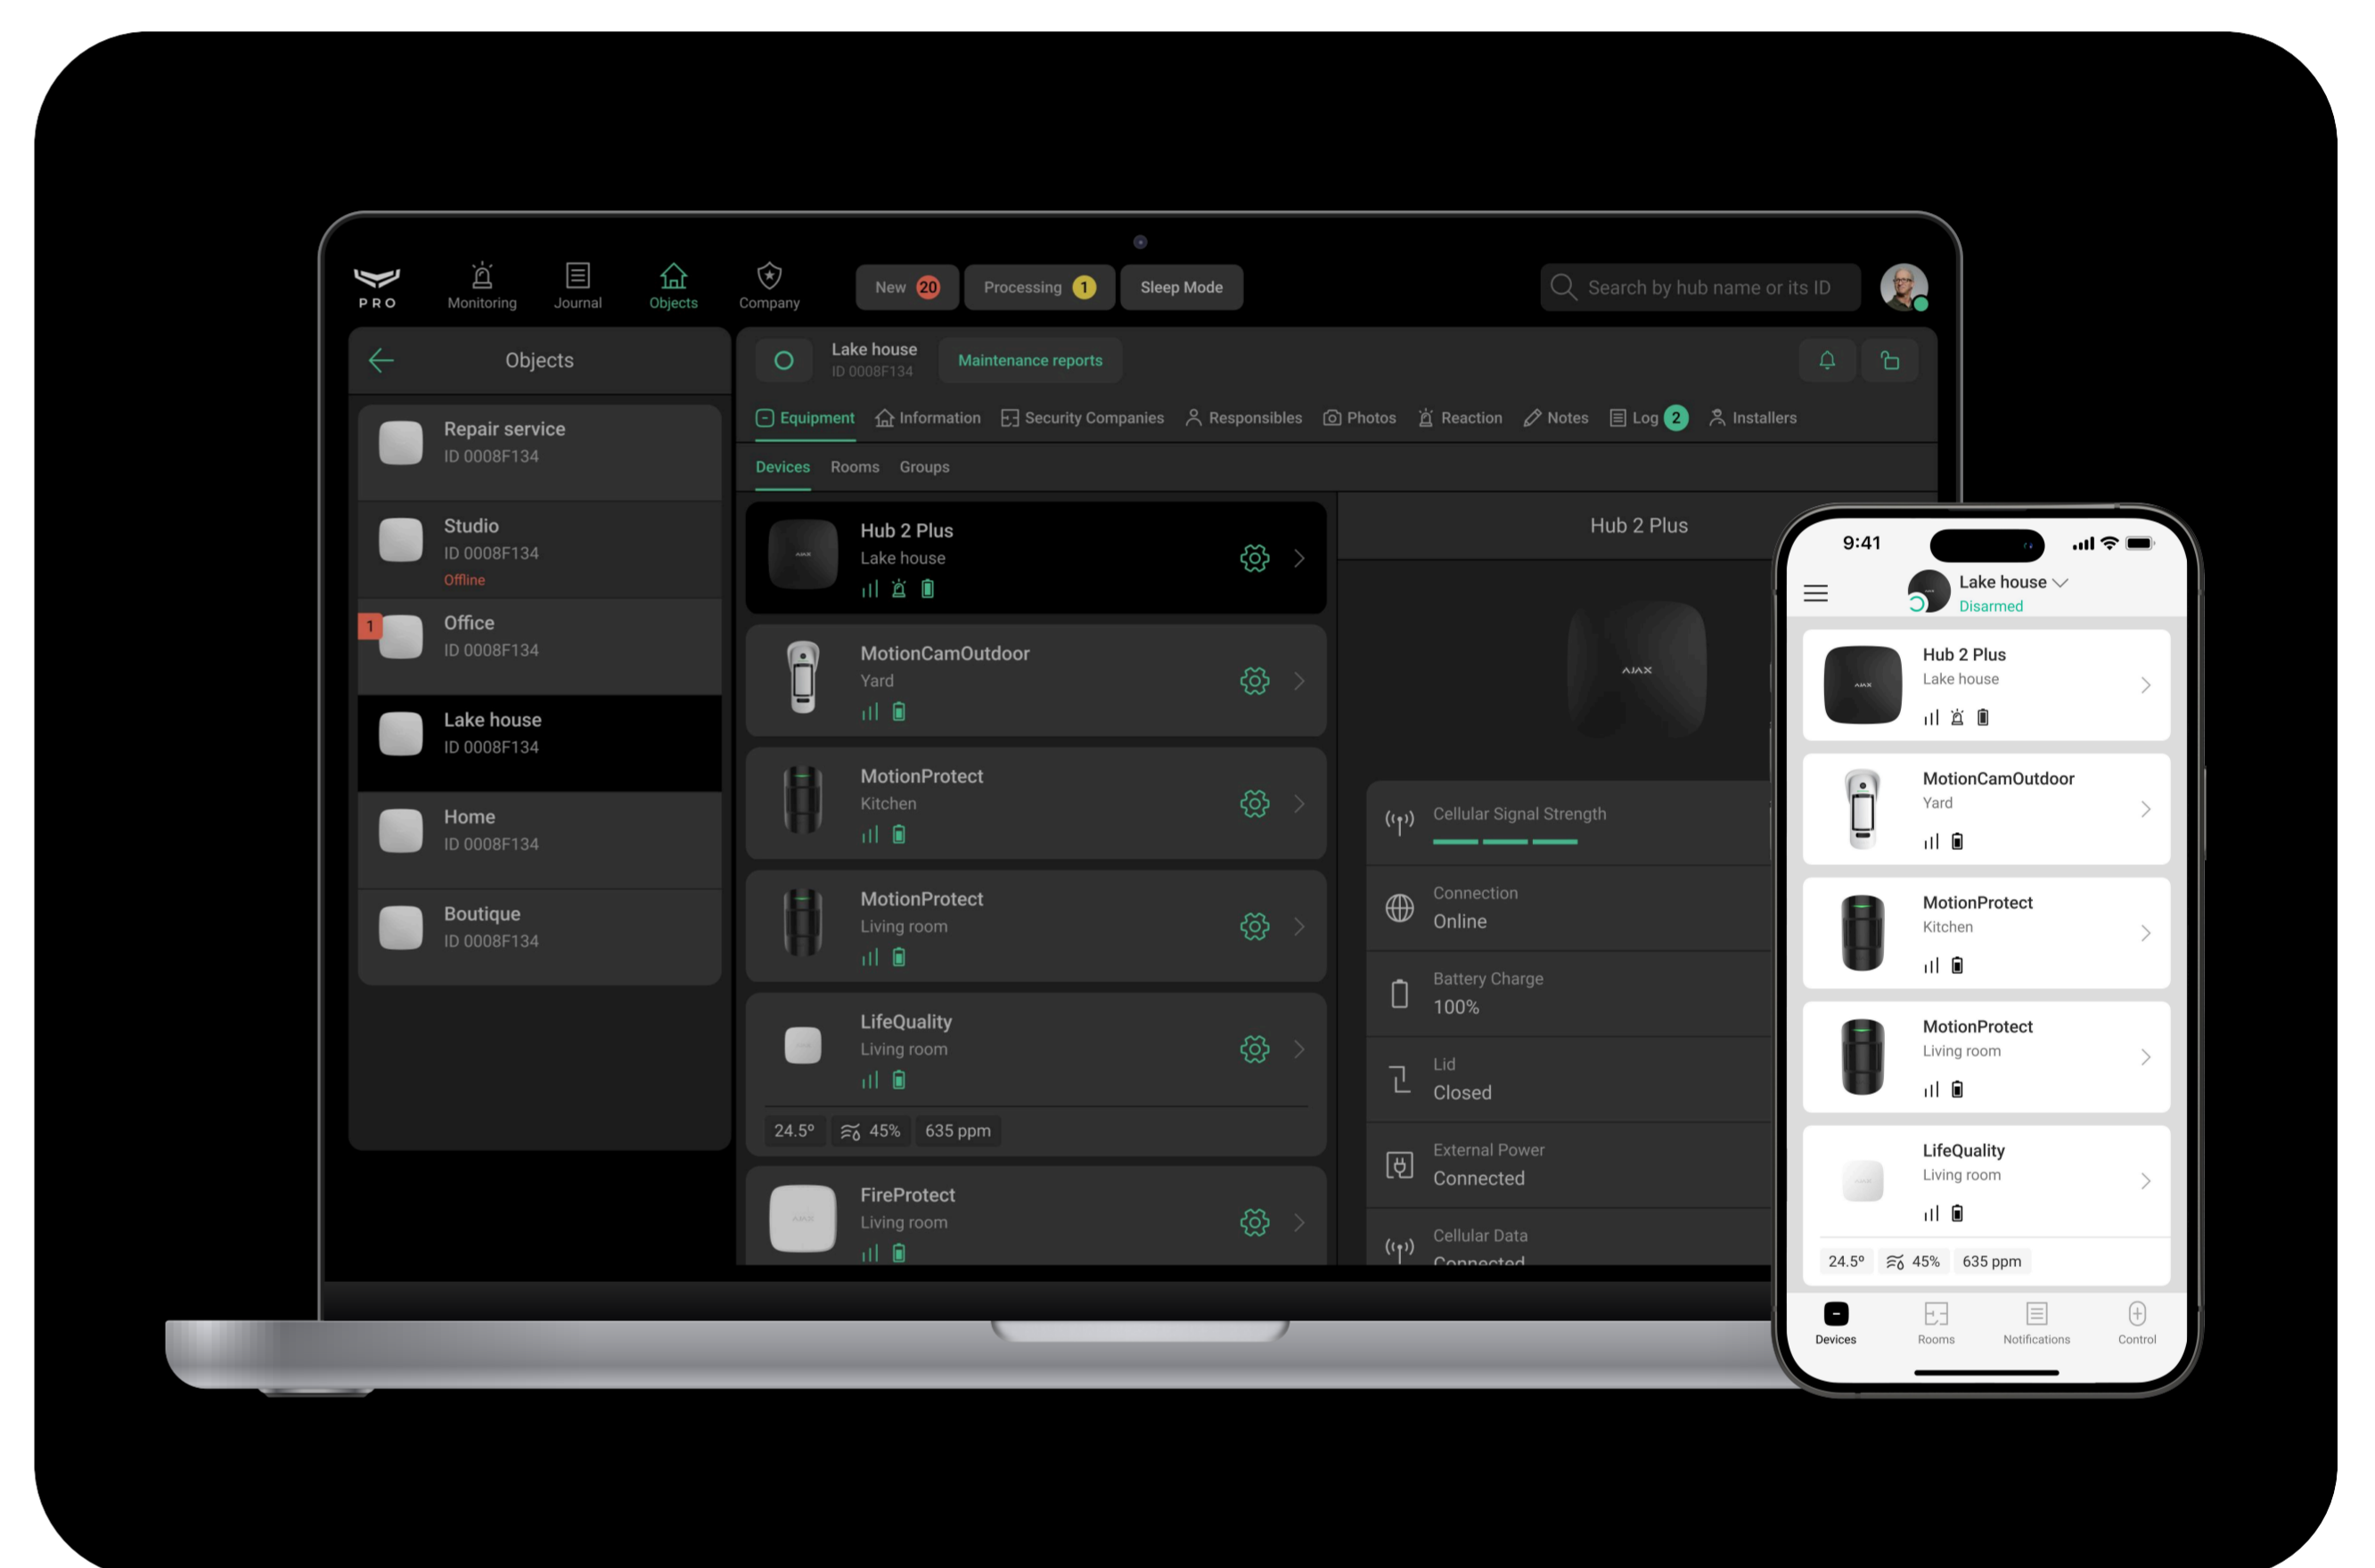 PRO
Monitoring
Journal
Objects
Company
New 20
Processing 1
Sleep Mode
Search by hub name or its ID
Objects
Repair service
ID 0008F134
Studio
ID 0008F134
Offline
1
Office
ID 0008F134
Lake house
ID 0008F134
Home
ID 0008F134
Boutique
ID 0008F134
Lake house
ID 0008F134
Maintenance reports
Equipment Information Security Companies Responsibles Photos Reaction Notes Log 2 Installers
Devices Rooms Groups
AJAX
Hub 2 Plus
Lake house
MotionCamOutdoor
Yard
MotionProtect
Kitchen
MotionProtect
Living room
LifeQuality
Living room
24.5° 45% 635 ppm
AJAX
FireProtect
Living room
Hub 2 Plus
AJAX
Cellular Signal Strength
Connection
Online
Battery Charge
100%
Lid
Closed
External Power
Connected
Cellular Data
Connected
9:41
Lake house
Disarmed
AJAX
Hub 2 Plus
Lake house
MotionCamOutdoor
Yard
MotionProtect
Kitchen
MotionProtect
Living room
LifeQuality
Living room
24.5° 45% 635 ppm
Devices
Rooms
Notifications
Control